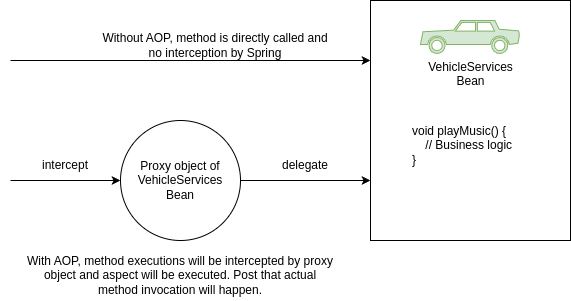 Without AOP, method is directly called and
no interception by Spring
VehicleServices
Bean
void playMusic() {
// Business logic
}
intercept
Proxy object of
VehicleServices
Bean
delegate
With AOP, method executions will be intercepted by proxy
object and aspect will be executed. Post that actual
method invocation will happen.